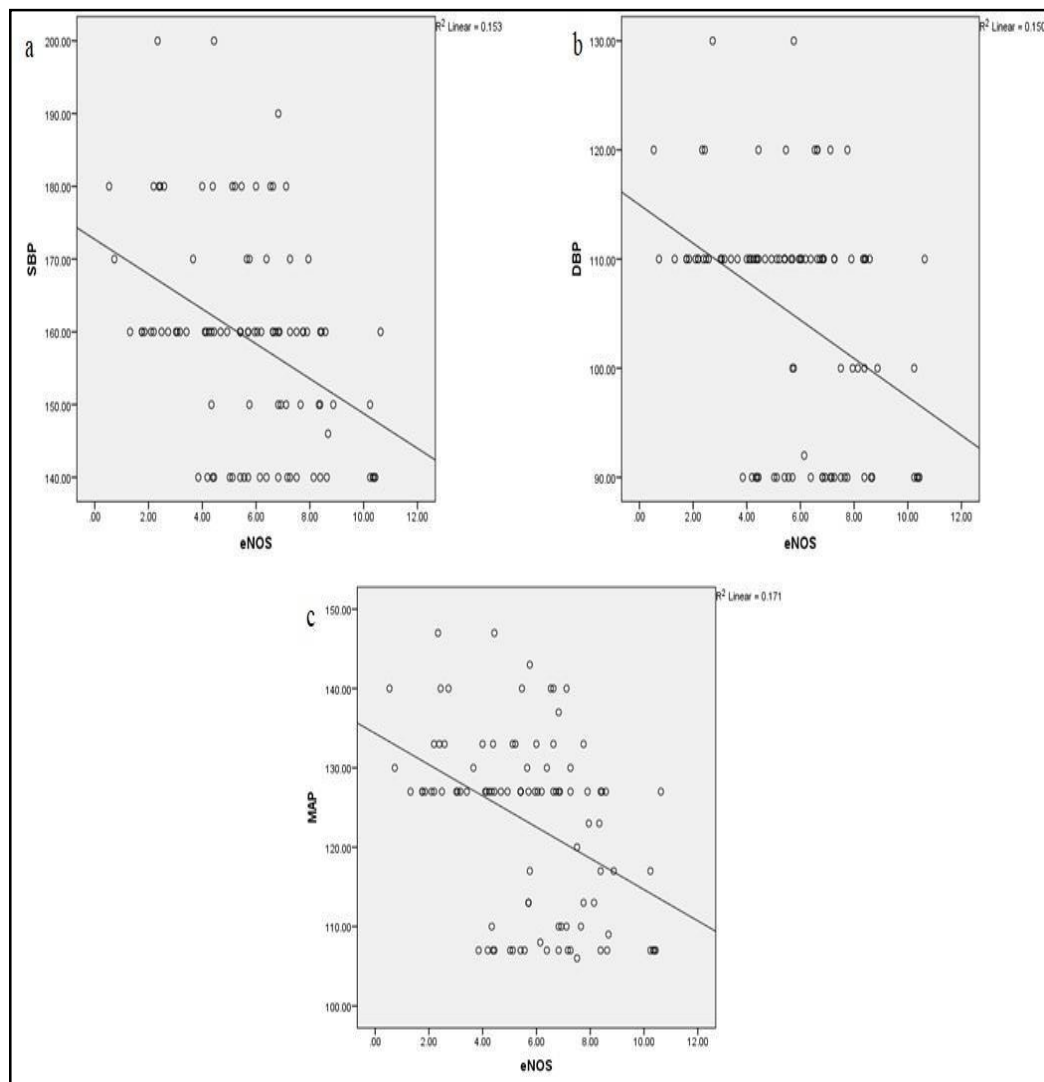 a
R² Linear = 0.153
200.00
190.00
180.00
170.00
160.00
150.00
140.00
SBP
.00 2.00 4.00 6.00 8.00 10.00 12.00
eNOS
b
R² Linear = 0.150
130.00
120.00
110.00
100.00
90.00
DBP
.00 2.00 4.00 6.00 8.00 10.00 12.00
eNOS
c
R² Linear = 0.171
150.00
140.00
130.00
120.00
110.00
100.00
MAP
.00 2.00 4.00 6.00 8.00 10.00 12.00
eNOS